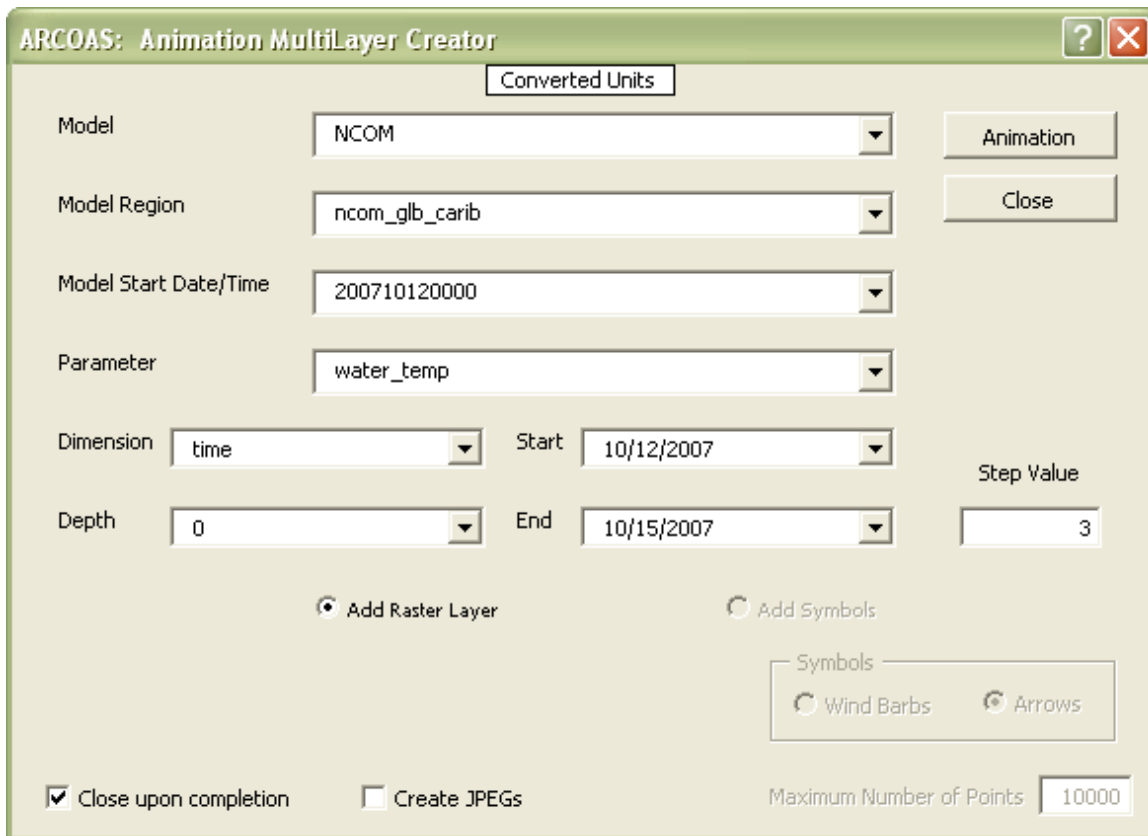 ARCOAS: Animation MultiLayer Creator
Converted Units
Model NCOM Animation
Model Region ncom_glb_carib Close
Model Start Date/Time 200710120000
Parameter water_temp
Dimension time Start 10/12/2007
Step Value
Depth 0 End 10/15/2007 3
Add Raster Layer Add Symbols
Symbols
Wind Barbs Arrows
Close upon completion Create JPEGs Maximum Number of Points 10000